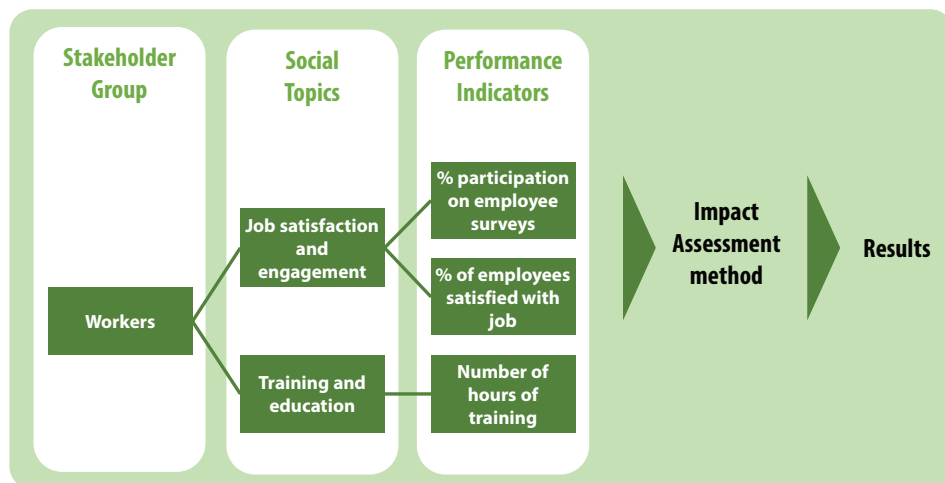 Stakeholder
Group
Social
Topics
Performance
Indicators
Workers
Job satisfaction
and
engagement
Training and
education
% participation
on employee
surveys
% of employees
satisfied with
job
Number of
hours of
training
Impact
Assessment
method
Results